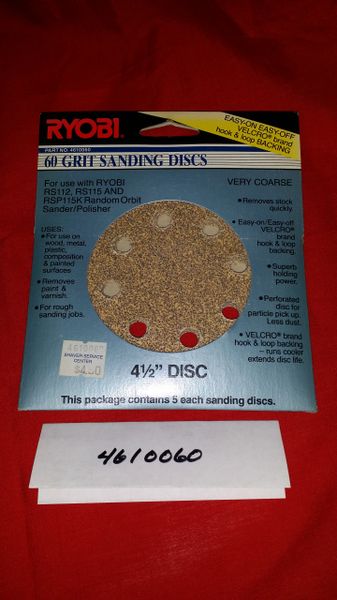 RYOBI
PART NO. 4610060
EASY-ON EASY-OFF
VELCRO® brand
hook & loop BACKING
60 GRIT SANDING DISCS
For use with RYOBI
RS112, RS115 AND
RSP115K Random Orbit
Sander/Polisher
USES:
• For use on
wood, metal,
plastic,
composition
& painted
surfaces
• Removes
paint &
varnish.
• For rough
sanding jobs.
VERY COARSE
• Removes stock
quickly.
• Easy-on/Easy-off
VELCRO® brand
hook & loop
backing.
• Superb
holding
power.
• Perforated
disc for
particle pick up.
Less dust.
• VELCRO® brand
hook & loop backing
– runs cooler
extends disc life.
4610060
SERVICE
CENTER
4½” DISC
This package contains 5 each sanding discs.
4610060